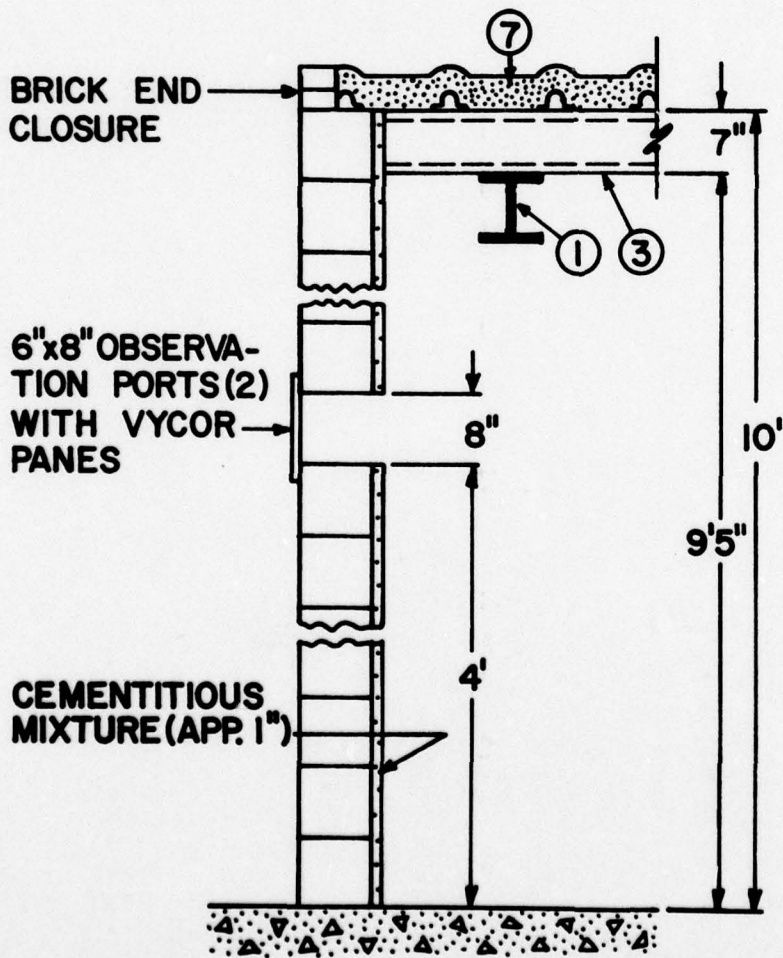 7
BRICK END
CLOSURE
7"
1
3
6"x8" OBSERVA-
TION PORTS (2)
WITH VYCOR
PANES
8"
10'
9'5"
4'
CEMENTITIOUS
MIXTURE (APP. 1")